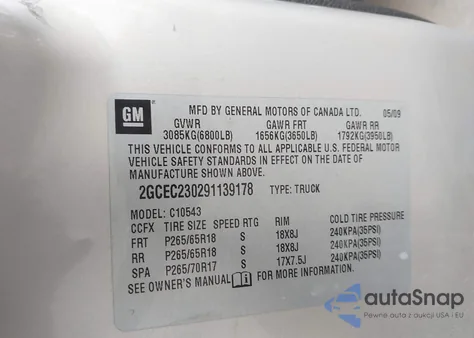 GM
MFD BY GENERAL MOTORS OF CANADA LTD. 05/09
GVWR GAWR FRT GAWR RR
3085KG(6800LB) 1656KG(3650LB) 1792KG(3950LB)
THIS VEHICLE CONFORMS TO ALL APPLICABLE U.S. FEDERAL MOTOR
VEHICLE SAFETY STANDARDS IN EFFECT ON THE DATE OF
MANUFACTURE SHOWN ABOVE.
2GCEC230291139178 TYPE: TRUCK
MODEL: C10543
CCFX TIRE SIZE SPEED RTG RIM COLD TIRE PRESSURE
FRT P265/65R18 S 18X8J 240KPA(35PSI)
RR P265/65R18 S 18X8J 240KPA(35PSI)
SPA P265/70R17 S 17X7.5J 240KPA(35PSI)
SEE OWNER'S MANUAL FOR MORE INFORMATION.
autoSnap
Pewne auta z aukcji USA i EU